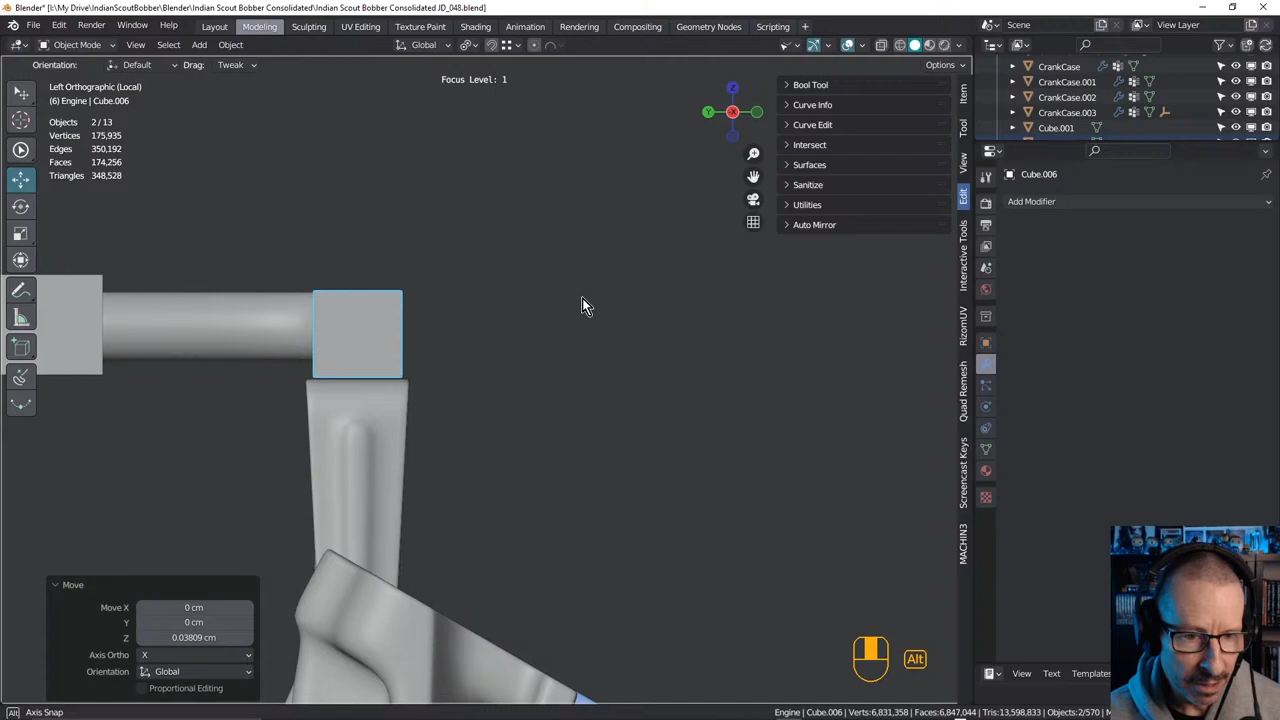 Blender* [I:\My Drive\IndianScoutBobber\Blender\Indian Scout Bobber Consolidated\Indian Scout Bobber Consolidated JD_048.blend]
File Edit Render Window Help Layout Modeling Sculpting UV Editing Texture Paint Shading Animation Rendering Compositing Geometry Nodes Scripting + Scene View Layer
Object Mode View Select Add Object Global
Orientation: Default Drag: Tweak Options
Focus Level: 1
Left Orthographic (Local)
(6) Engine | Cube.006
Objects 2 / 13
Vertices 175,935
Edges 350,192
Faces 174,256
Triangles 348,528
Z
Y
X
Bool Tool
Curve Info
Curve Edit
Intersect
Surfaces
Sanitize
Utilities
Auto Mirror
Item
Tool
View
Edit
Interactive Tools
RizomUV
Quad Remesh
Screencast Keys
MACHIN3
CrankCase
CrankCase.001
CrankCase.002
CrankCase.003
Cube.001
Cube.006
Add Modifier
Move
Move X 0 cm
Y 0 cm
Z 0.03809 cm
Axis Ortho X
Orientation Global
Proportional Editing
Alt
View Text Templates
Alt Axis Snap
Engine | Cube.006 | Verts:6,831,358 | Faces:6,847,044 | Tris:13,598,833 | Objects:2/570 | M